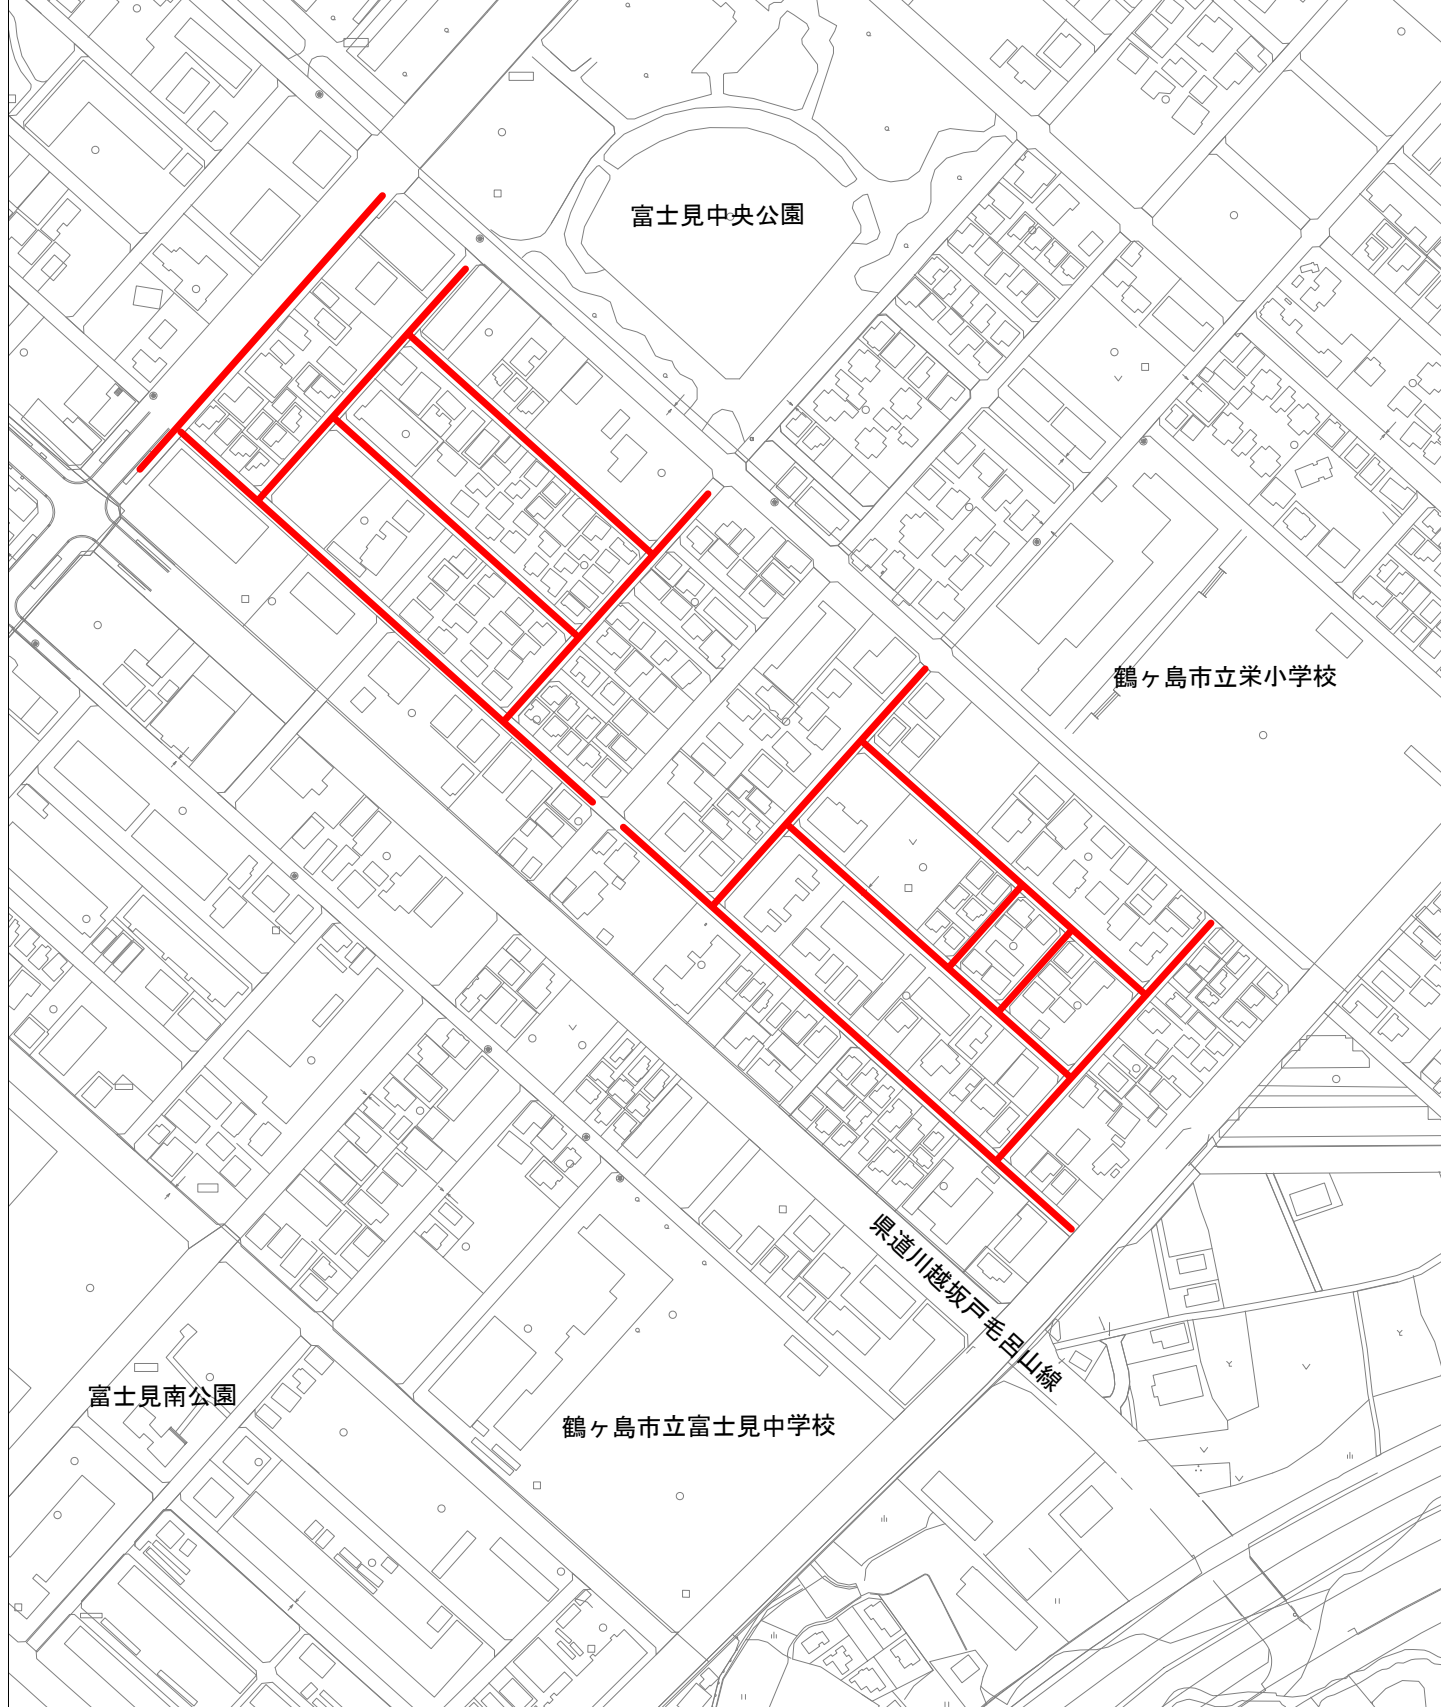 富士見中央公園
鶴ヶ島市立栄小学校
県道川越坂戸毛呂山線
富士見南公園
鶴ヶ島市立富士見中学校